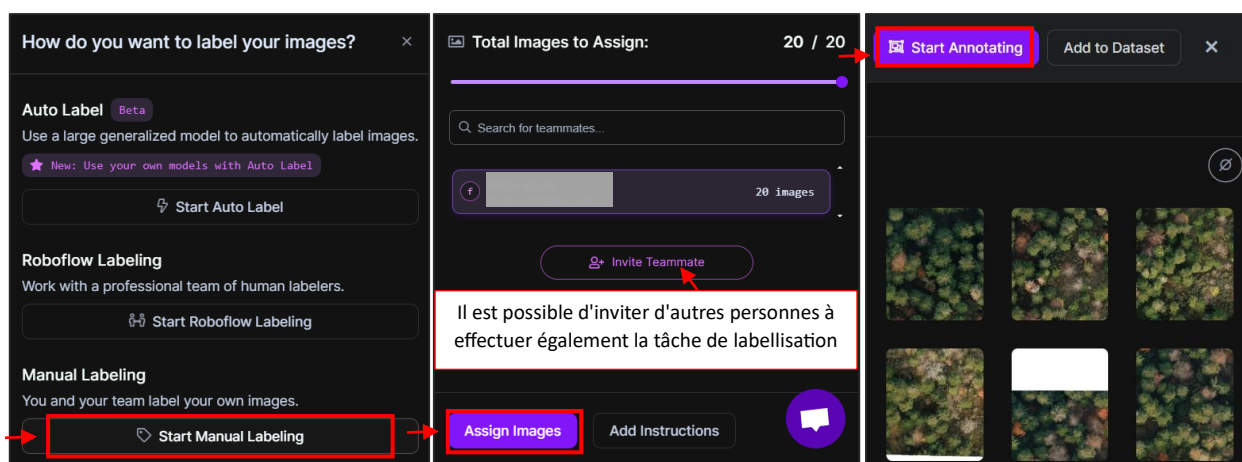 How do you want to label your images?
Auto Label Beta
Use a large generalized model to automatically label images.
New: Use your own models with Auto Label
Start Auto Label
Roboflow Labeling
Work with a professional team of human labelers.
Start Roboflow Labeling
Manual Labeling
You and your team label your own images.
Start Manual Labeling
Total Images to Assign: 20 / 20
Search for teammates...
f 20 images
Invite Teammate
Il est possible d'inviter d'autres personnes à
effectuer également la tâche de labellisation
Assign Images Add Instructions
Start Annotating Add to Dataset